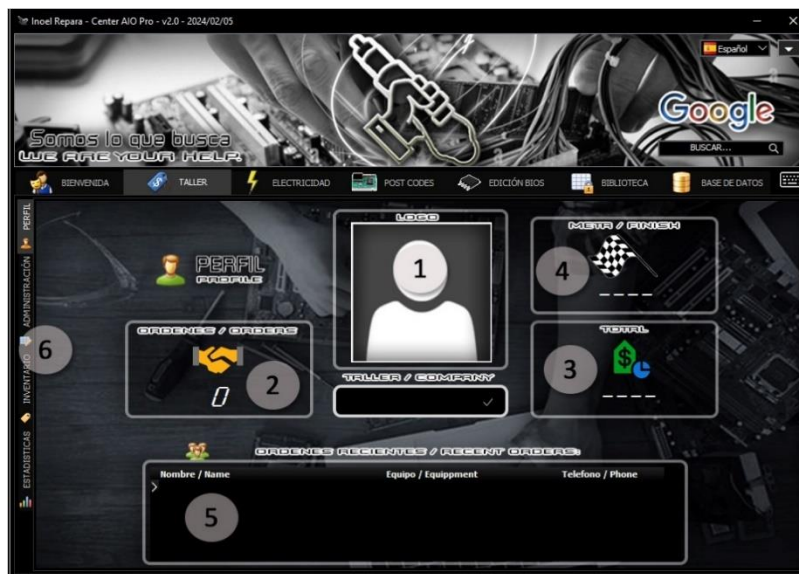 Inoel Repara - Center AIO Pro - v2.0 - 2024/02/05
Español
Google
Somos lo que busca
WE ARE YOUR HELP.
BUSCAR...
BIENVENIDA TALLER ELECTRICIDAD POST CODES EDICIÓN BIOS BIBLIOTECA BASE DE DATOS
PERFIL
ADMINISTRACIÓN
INVENTARIO
ESTADISTICAS
6
PERFIL
PROFILE
LOGO
1
META / FINISH
4
----
ORDENES / ORDERS
0
2
TALLER / COMPANY
TOTAL
3
$
----
ORDENES RECIENTES / RECENT ORDERS:
Nombre / Name Equipo / Equippment Telefono / Phone
5